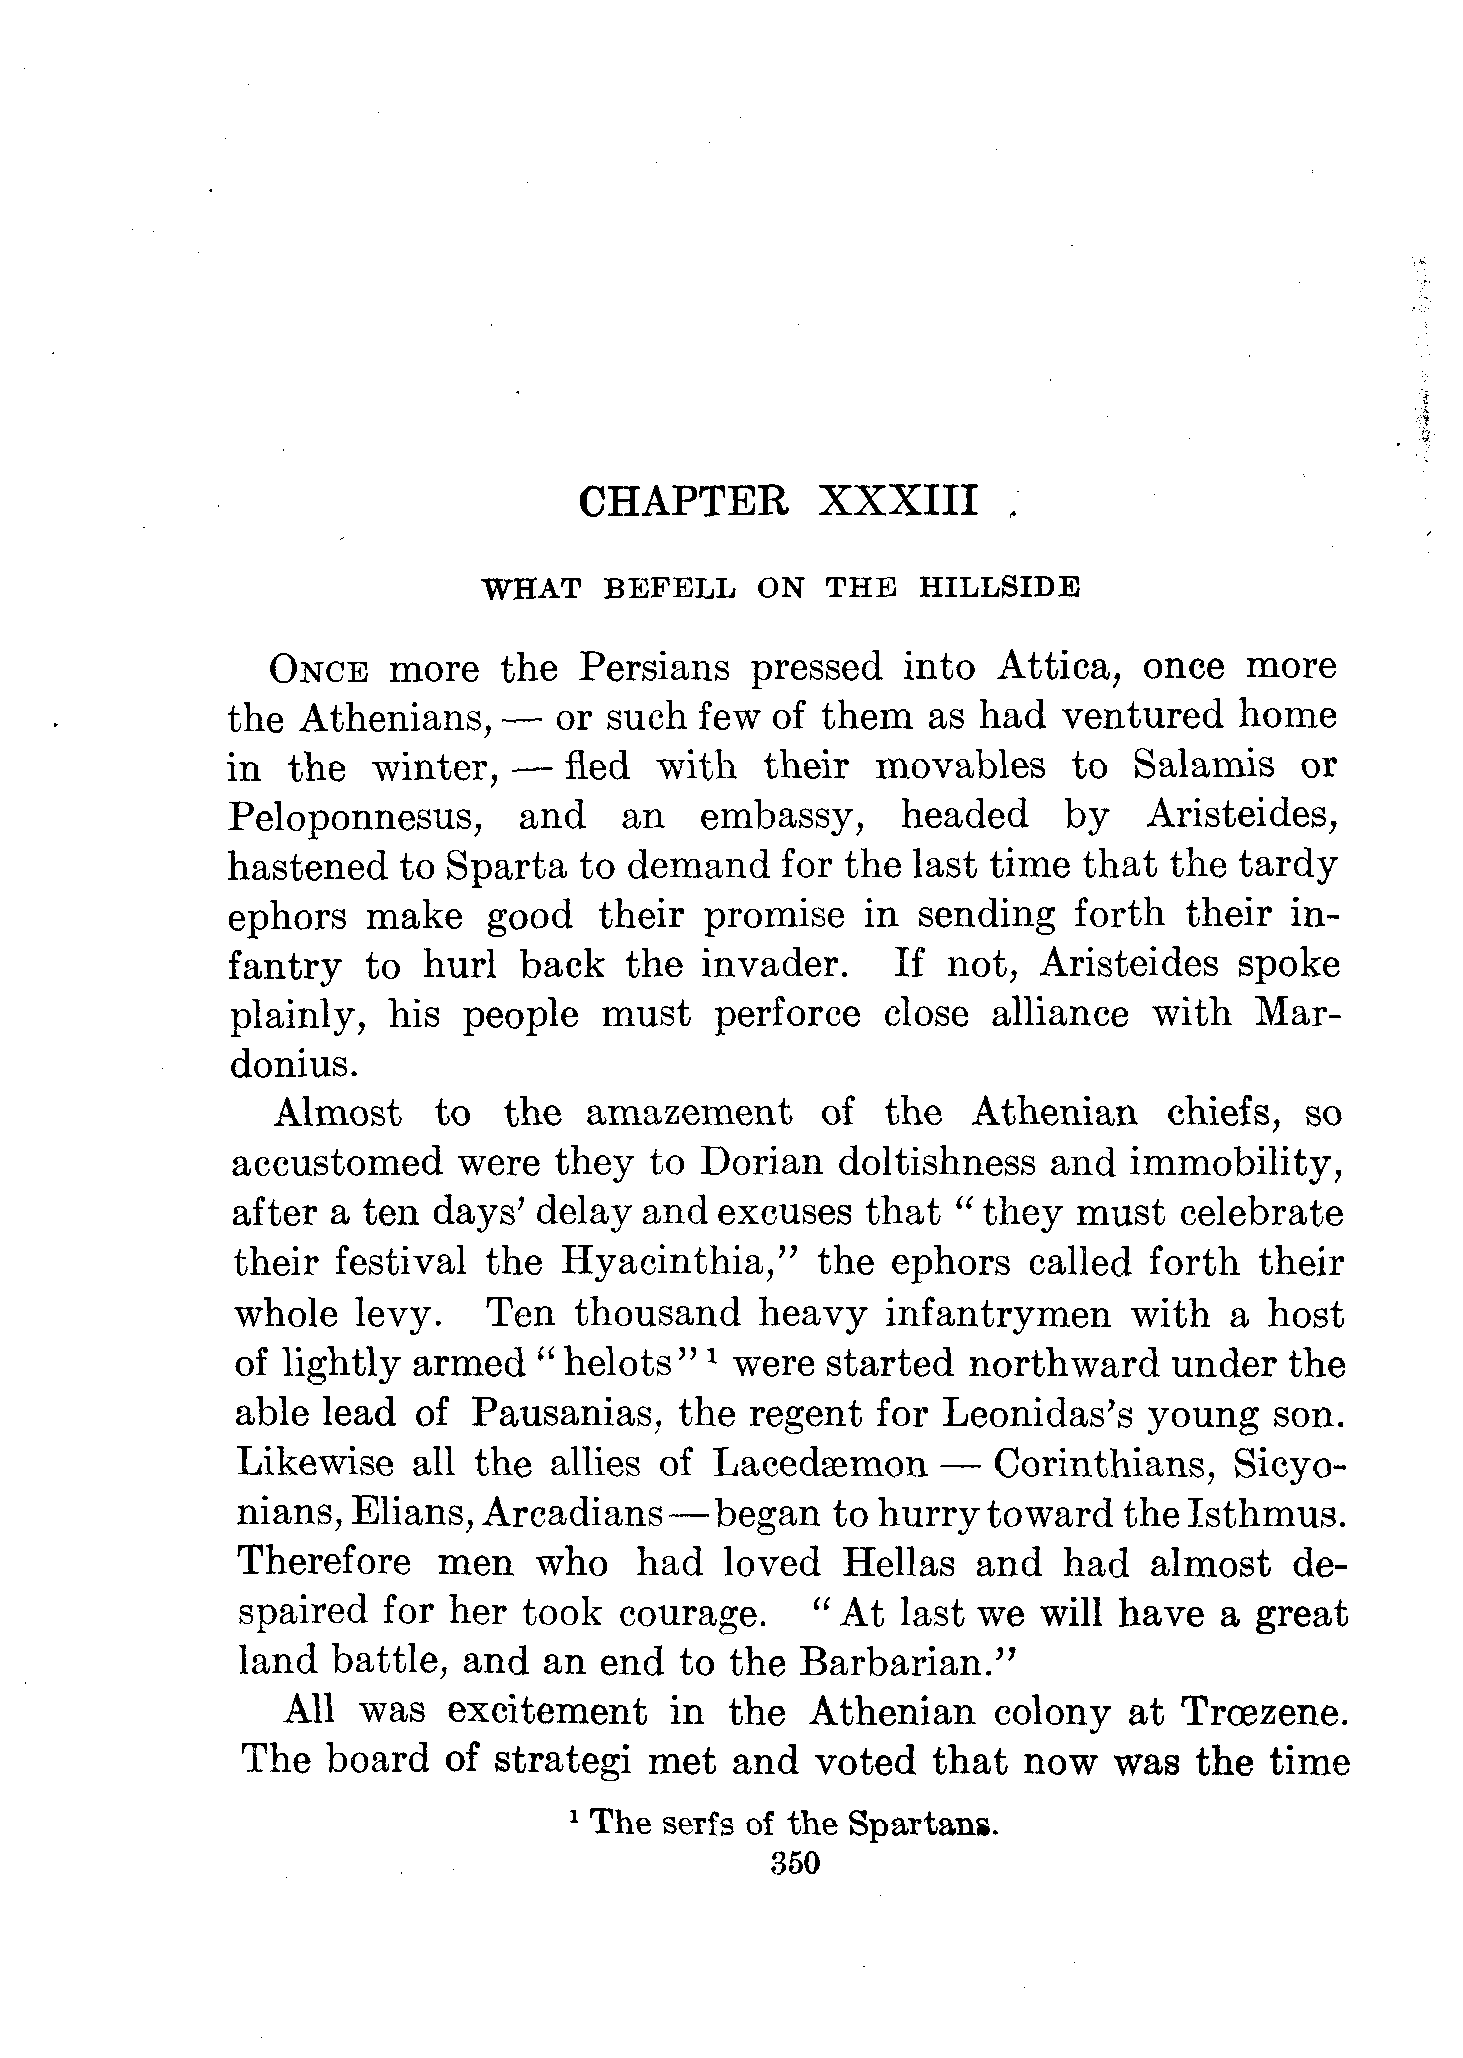 CHAPTER XXXIII
WHAT BEFELL ON THE HILLSIDE
ONCE more the Persians pressed into Attica, once more
the Athenians, — or such few of them as had ventured home
in the winter, — fled with their movables to Salamis or
Peloponnesus, and an embassy, headed by Aristeides,
hastened to Sparta to demand for the last time that the tardy
ephors make good their promise in sending forth their in-
fantry to hurl back the invader. If not, Aristeides spoke
plainly, his people must perforce close alliance with Mar-
donius.
Almost to the amazement of the Athenian chiefs, so
accustomed were they to Dorian doltishness and immobility,
after a ten days' delay and excuses that "they must celebrate
their festival the Hyacinthia," the ephors called forth their
whole levy. Ten thousand heavy infantrymen with a host
of lightly armed "helots" ¹ were started northward under the
able lead of Pausanias, the regent for Leonidas's young son.
Likewise all the allies of Lacedæmon — Corinthians, Sicyo-
nians, Elians, Arcadians — began to hurry toward the Isthmus.
Therefore men who had loved Hellas and had almost de-
spaired for her took courage. "At last we will have a great
land battle, and an end to the Barbarian."
All was excitement in the Athenian colony at Trœzene.
The board of strategi met and voted that now was the time
¹ The serfs of the Spartans.
350